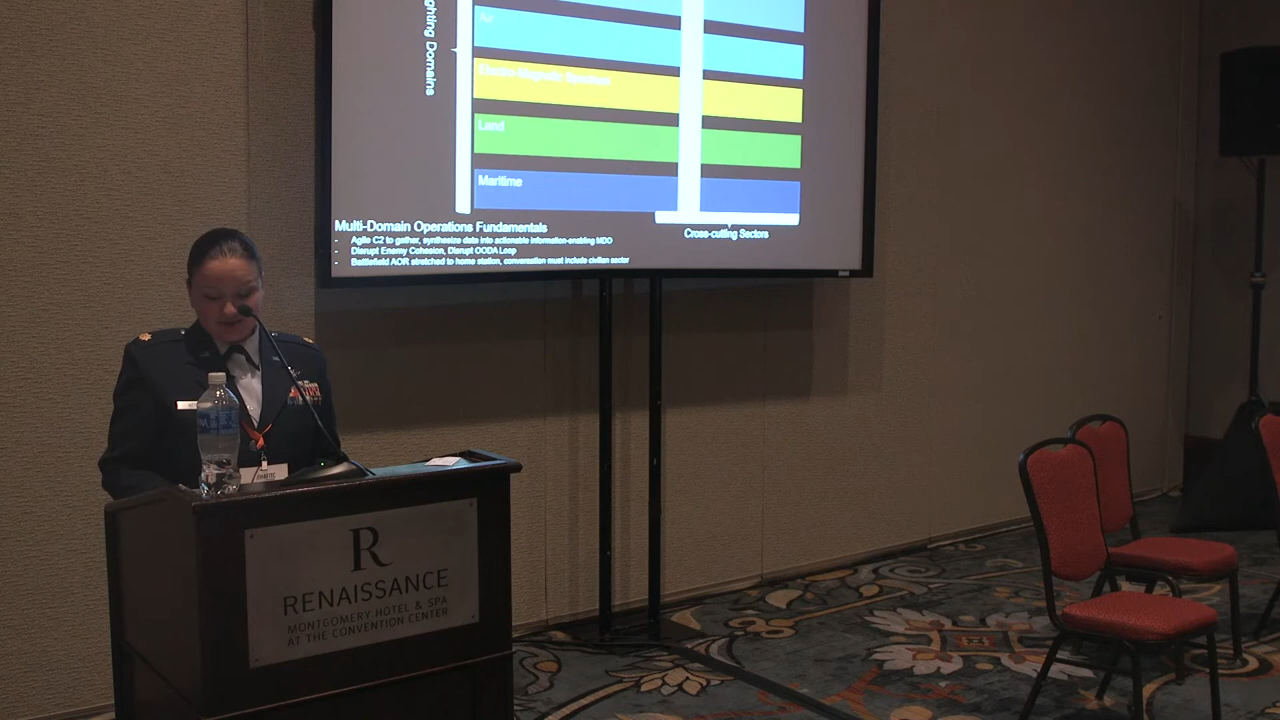 ghting Domains
Air
Electro-Magnetic Spectrum
Land
Maritime
Cross-cutting Sectors
Multi-Domain Operations Fundamentals
- Agile C2 to gather, synthesize data into actionable information-enabling MDO
- Disrupt Enemy Cohesion, Disrupt OODA Loop
- Battlefield AOR stretched to home station, conversation must include civilian sector
R
RENAISSANCE
MONTGOMERY HOTEL & SPA
AT THE CONVENTION CENTER